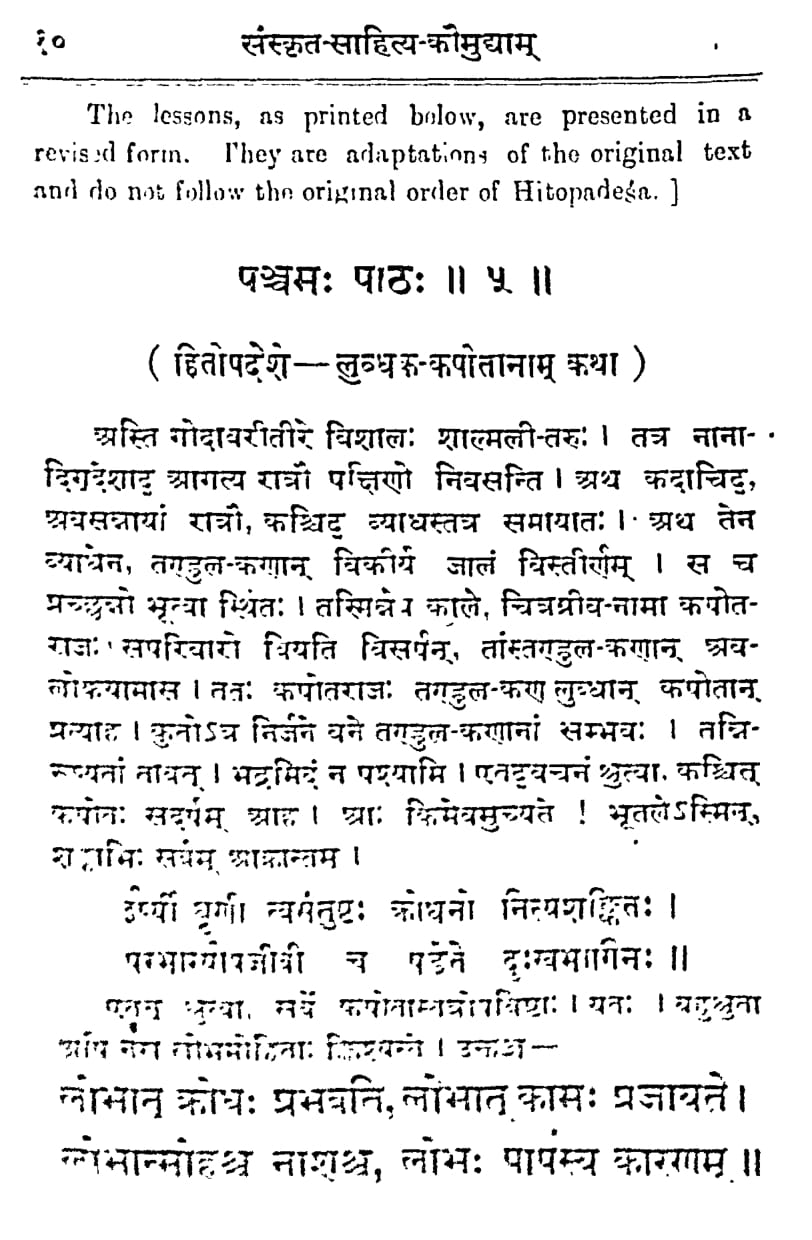 १० संस्कृत-साहित्य-कौमुद्याम्
The lessons, as printed below, are presented in a
revised form. They are adaptations of the original text
and do not follow the original order of Hitopadeśa. ]
पञ्चमः पाठः ॥ ५ ॥
( हितोपदेशे—लुब्धक-कपोतानाम् कथा )
अस्ति गोदावरीतीरे विशालः शाल्मली-तरुः । तत्र नाना-
दिग्देशाद् आगत्य रात्रौ पक्षिणो निवसन्ति । अथ कदाचिद्,
अवसन्नायां रात्रौ, कश्चिद् व्याधस्तत्र समायातः । अथ तेन
व्याधेन, तण्डुल-कणान् विकीर्य जालं विस्तीर्णम् । स च
प्रच्छन्नो भूत्वा स्थितः । तस्मिन्नेव काले, चित्रग्रीव-नामा कपोत-
राजः सपरिवारो वियति विसर्पन्, तांस्तण्डुल-कणान् अव-
लोकयामास । ततः कपोतराजः तण्डुल-कण लुब्धान् कपोतान्
प्रत्याह । कुतोऽत्र निर्जने वने तण्डुल-कणानां सम्भवः । तन्नि-
रूप्यतां तावत् । भद्रमिदं न पश्यामि । एतद्वचनं श्रुत्वा, कश्चित्
कपोतः सदर्पम् आह । आः किमेवमुच्यते ! भूतलेऽस्मिन्,
शङ्काभिः सर्वम् आक्रान्तम ।
ईर्ष्यी घृणी त्वसंतुष्टः क्रोधनो नित्यशङ्कितः ।
परभाग्योपजीवी च षडेते दुःखभागिनः ॥
एतत् श्रुत्वा, सर्वे कपोतास्तत्रोपविष्टाः । यतः । बहुश्रुता
अपि लोभमोहिताः क्लिश्यन्ते । उक्तञ्च—
लोभात् क्रोधः प्रभवति, लोभात् कामः प्रजायते ।
लोभान्मोहश्च नाशश्च, लोभः पापस्य कारणम् ॥